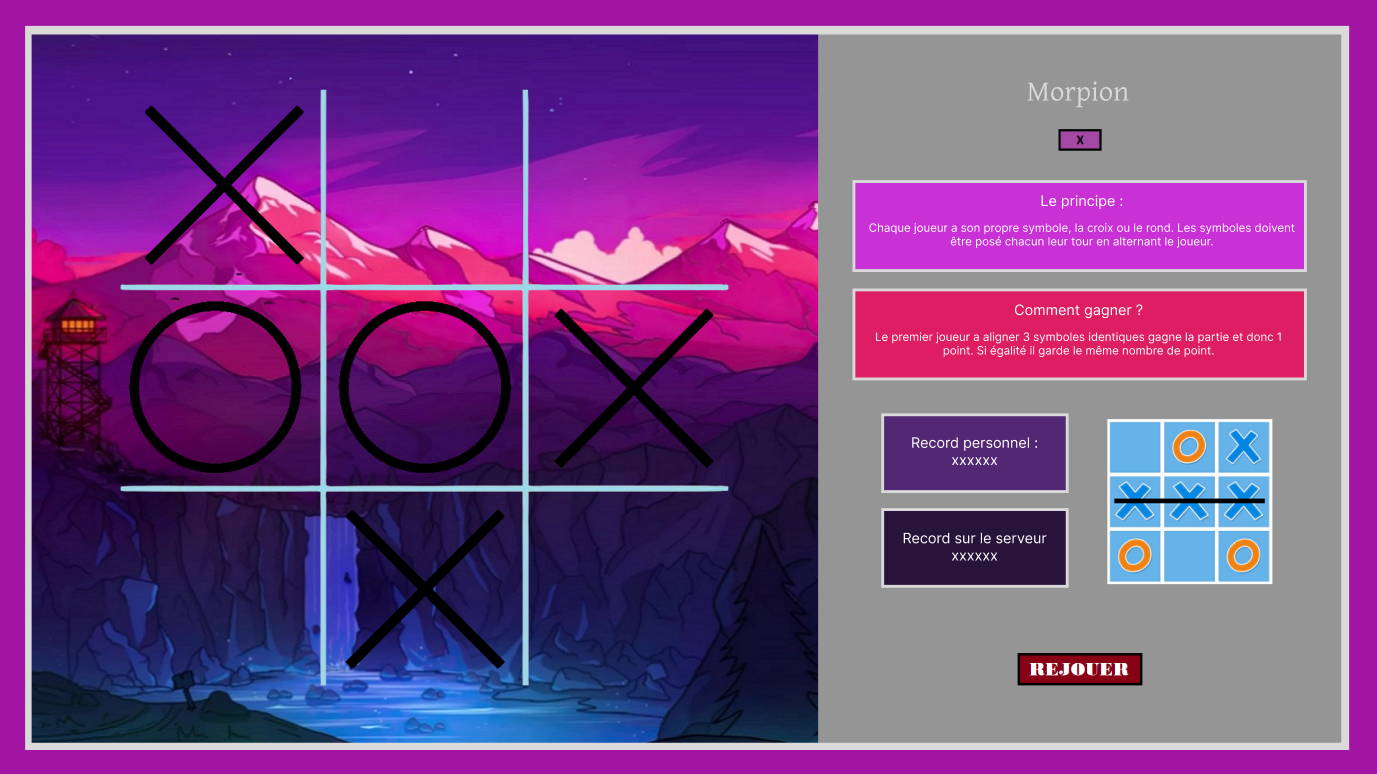 Morpion
X
Le principe :
Chaque joueur a son propre symbole, la croix ou le rond. Les symboles doivent
être posé chacun leur tour en alternant le joueur.
Comment gagner ?
Le premier joueur a aligner 3 symboles identiques gagne la partie et donc 1
point. Si égalité il garde le même nombre de point.
Record personnel :
xxxxxx
Record sur le serveur
xxxxxx
REJOUER